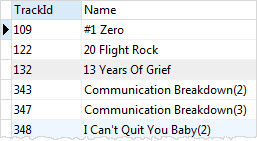 TrackId Name
109 #1 Zero
122 20 Flight Rock
132 13 Years Of Grief
343 Communication Breakdown(2)
347 Communication Breakdown(3)
348 I Can't Quit You Baby(2)